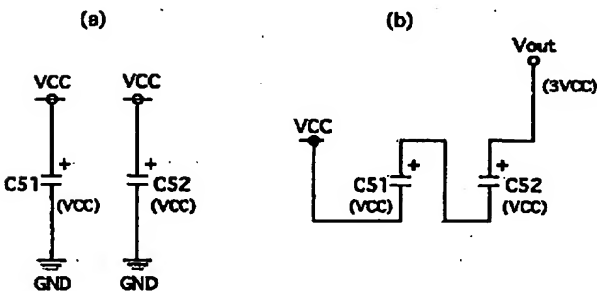 (a)
VCC
VCC
+
C51
(VCC)
+
C52
(VCC)
GND
GND
(b)
Vout
(3VCC)
VCC
+
C51
(VCC)
+
C52
(VCC)